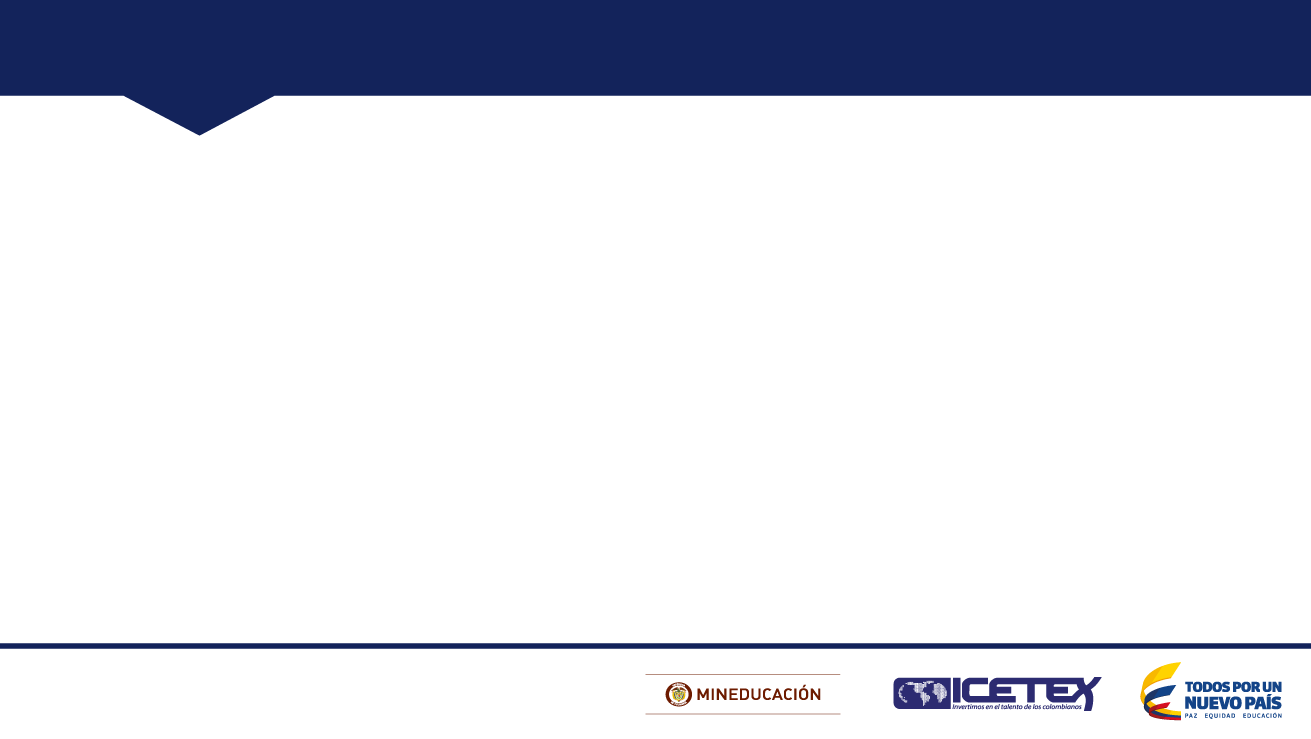 MINEDUCACIÓN
ICETEX
Invertimos en el talento de los colombianos
TODOS POR UN
NUEVO PAÍS
PAZ EQUIDAD EDUCACIÓN